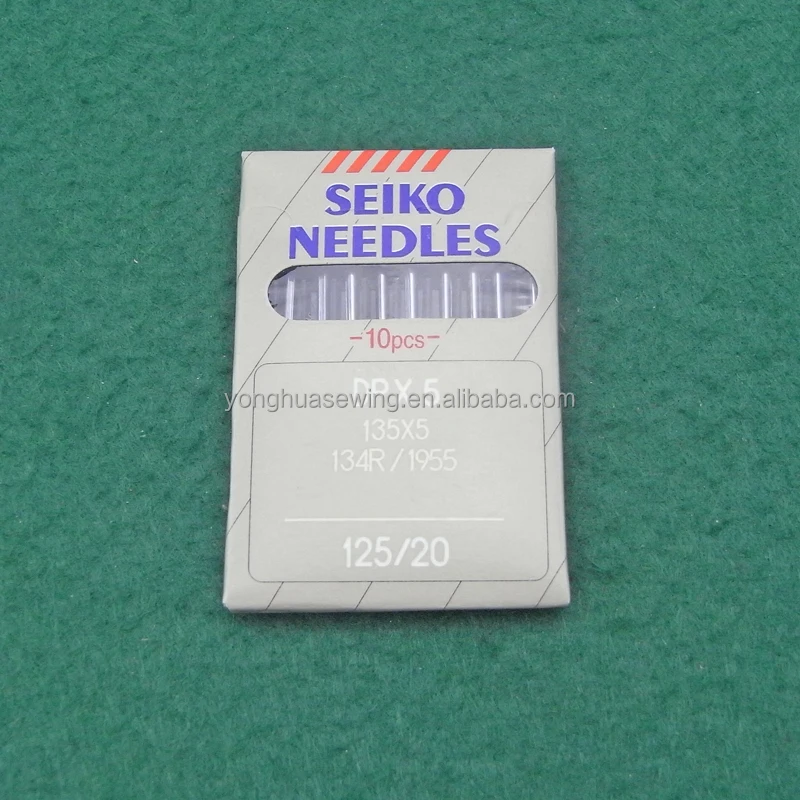 SEIKO
NEEDLES
-10pcs-
DPX5
yonghuasewing.en.alibaba.com
135X5
134R/1955
125/20